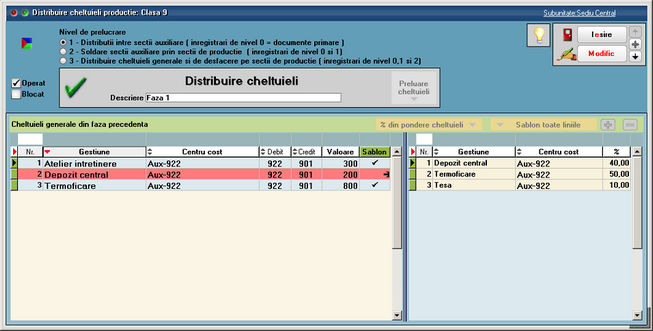 Distribuire cheltuieli productie: Clasa 9
Subunitate:Sediu Central
Nivel de prelucrare
1 - Distributii intre sectii auxiliare ( inregistrari de nivel 0 = documente primare )
2 - Soldare sectii auxiliare prin sectii de productie ( inregistrari de nivel 0 si 1)
3 - Distribuire cheltuieli generale si de desfacere pe sectii de productie ( inregistrari de nivel 0,1 si 2)
Iesire
Modific
Operat
Blocat
Distribuire cheltuieli
Descriere Faza 1
Preluare
cheltuieli
Cheltuieli generale din faza precedenta
% din pondere cheltuieli
Sablon toate liniile
Nr. Gestiune Centru cost Debit Credit Valoare Sablon
1 Atelier intretinere Aux-922 922 901 300
2 Depozit central Aux-922 922 901 200
3 Termoficare Aux-922 922 901 800
Nr. Gestiune Centru cost %
1 Depozit central Aux-922 40,00
2 Termoficare Aux-922 50,00
3 Tesa Aux-922 10,00